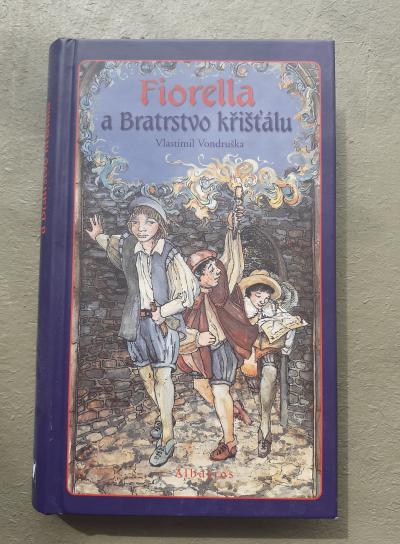 Fiorella
a Bratrstvo křišťálu
Vlastimil Vondruška
Albatros